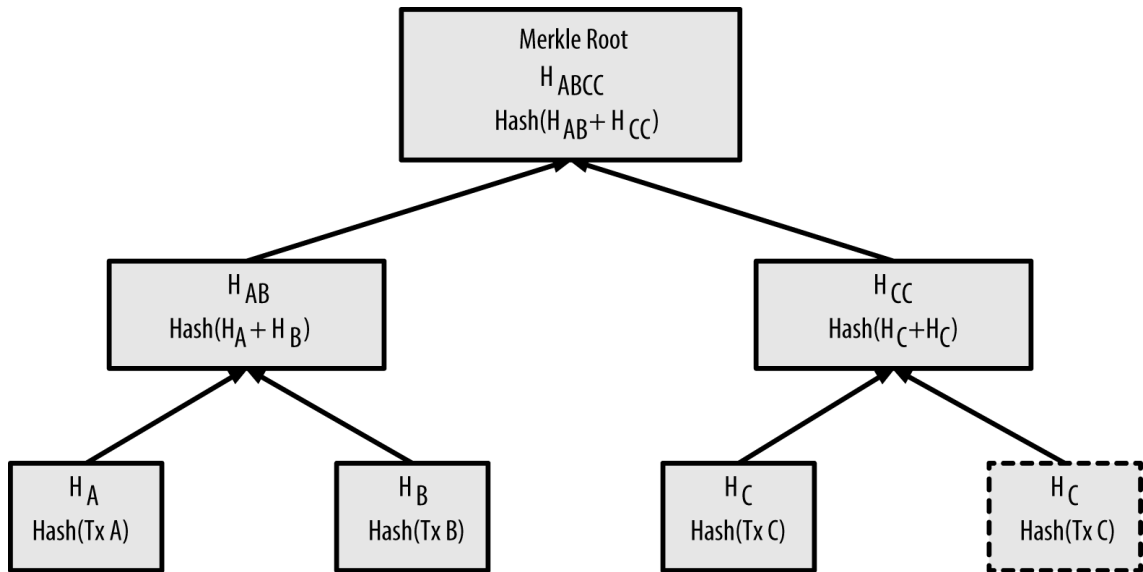 Merkle Root
H ABCC
Hash(H AB + H CC)
H AB
Hash(H A + H B)
H CC
Hash(H C+H C)
H A
Hash(Tx A)
H B
Hash(Tx B)
H C
Hash(Tx C)
H C
Hash(Tx C)